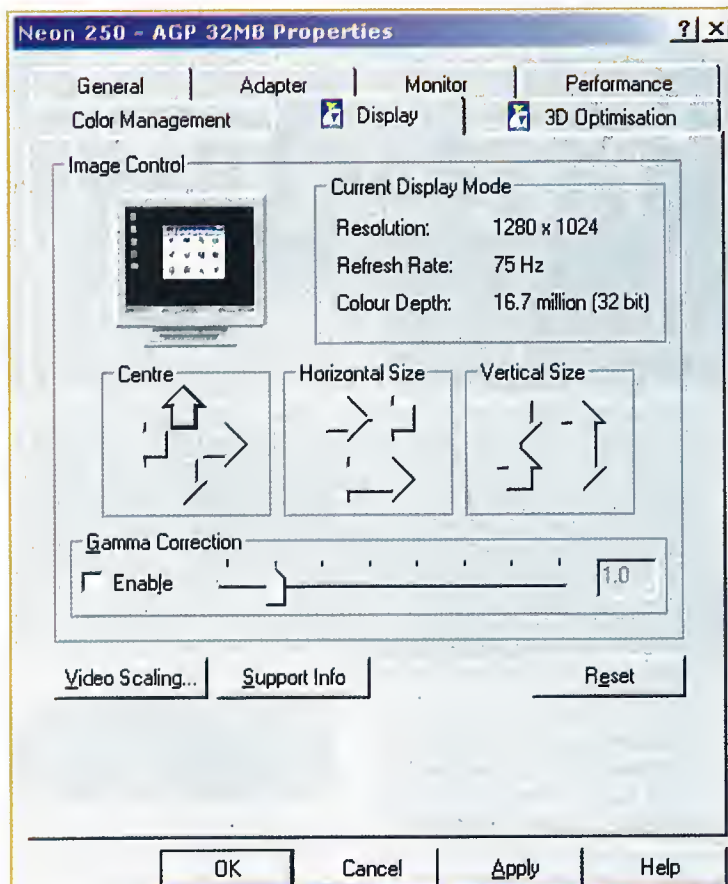 Neon 250 - AGP 32MB Properties
General Adapter Monitor Performance
Color Management Display 3D Optimisation
Image Control
Current Display Mode
Resolution: 1280 x 1024
Refresh Rate: 75 Hz
Colour Depth: 16.7 million (32 bit)
Centre Horizontal Size Vertical Size
Gamma Correction
Enable 1.0
Video Scaling... Support Info Reset
OK Cancel Apply Help